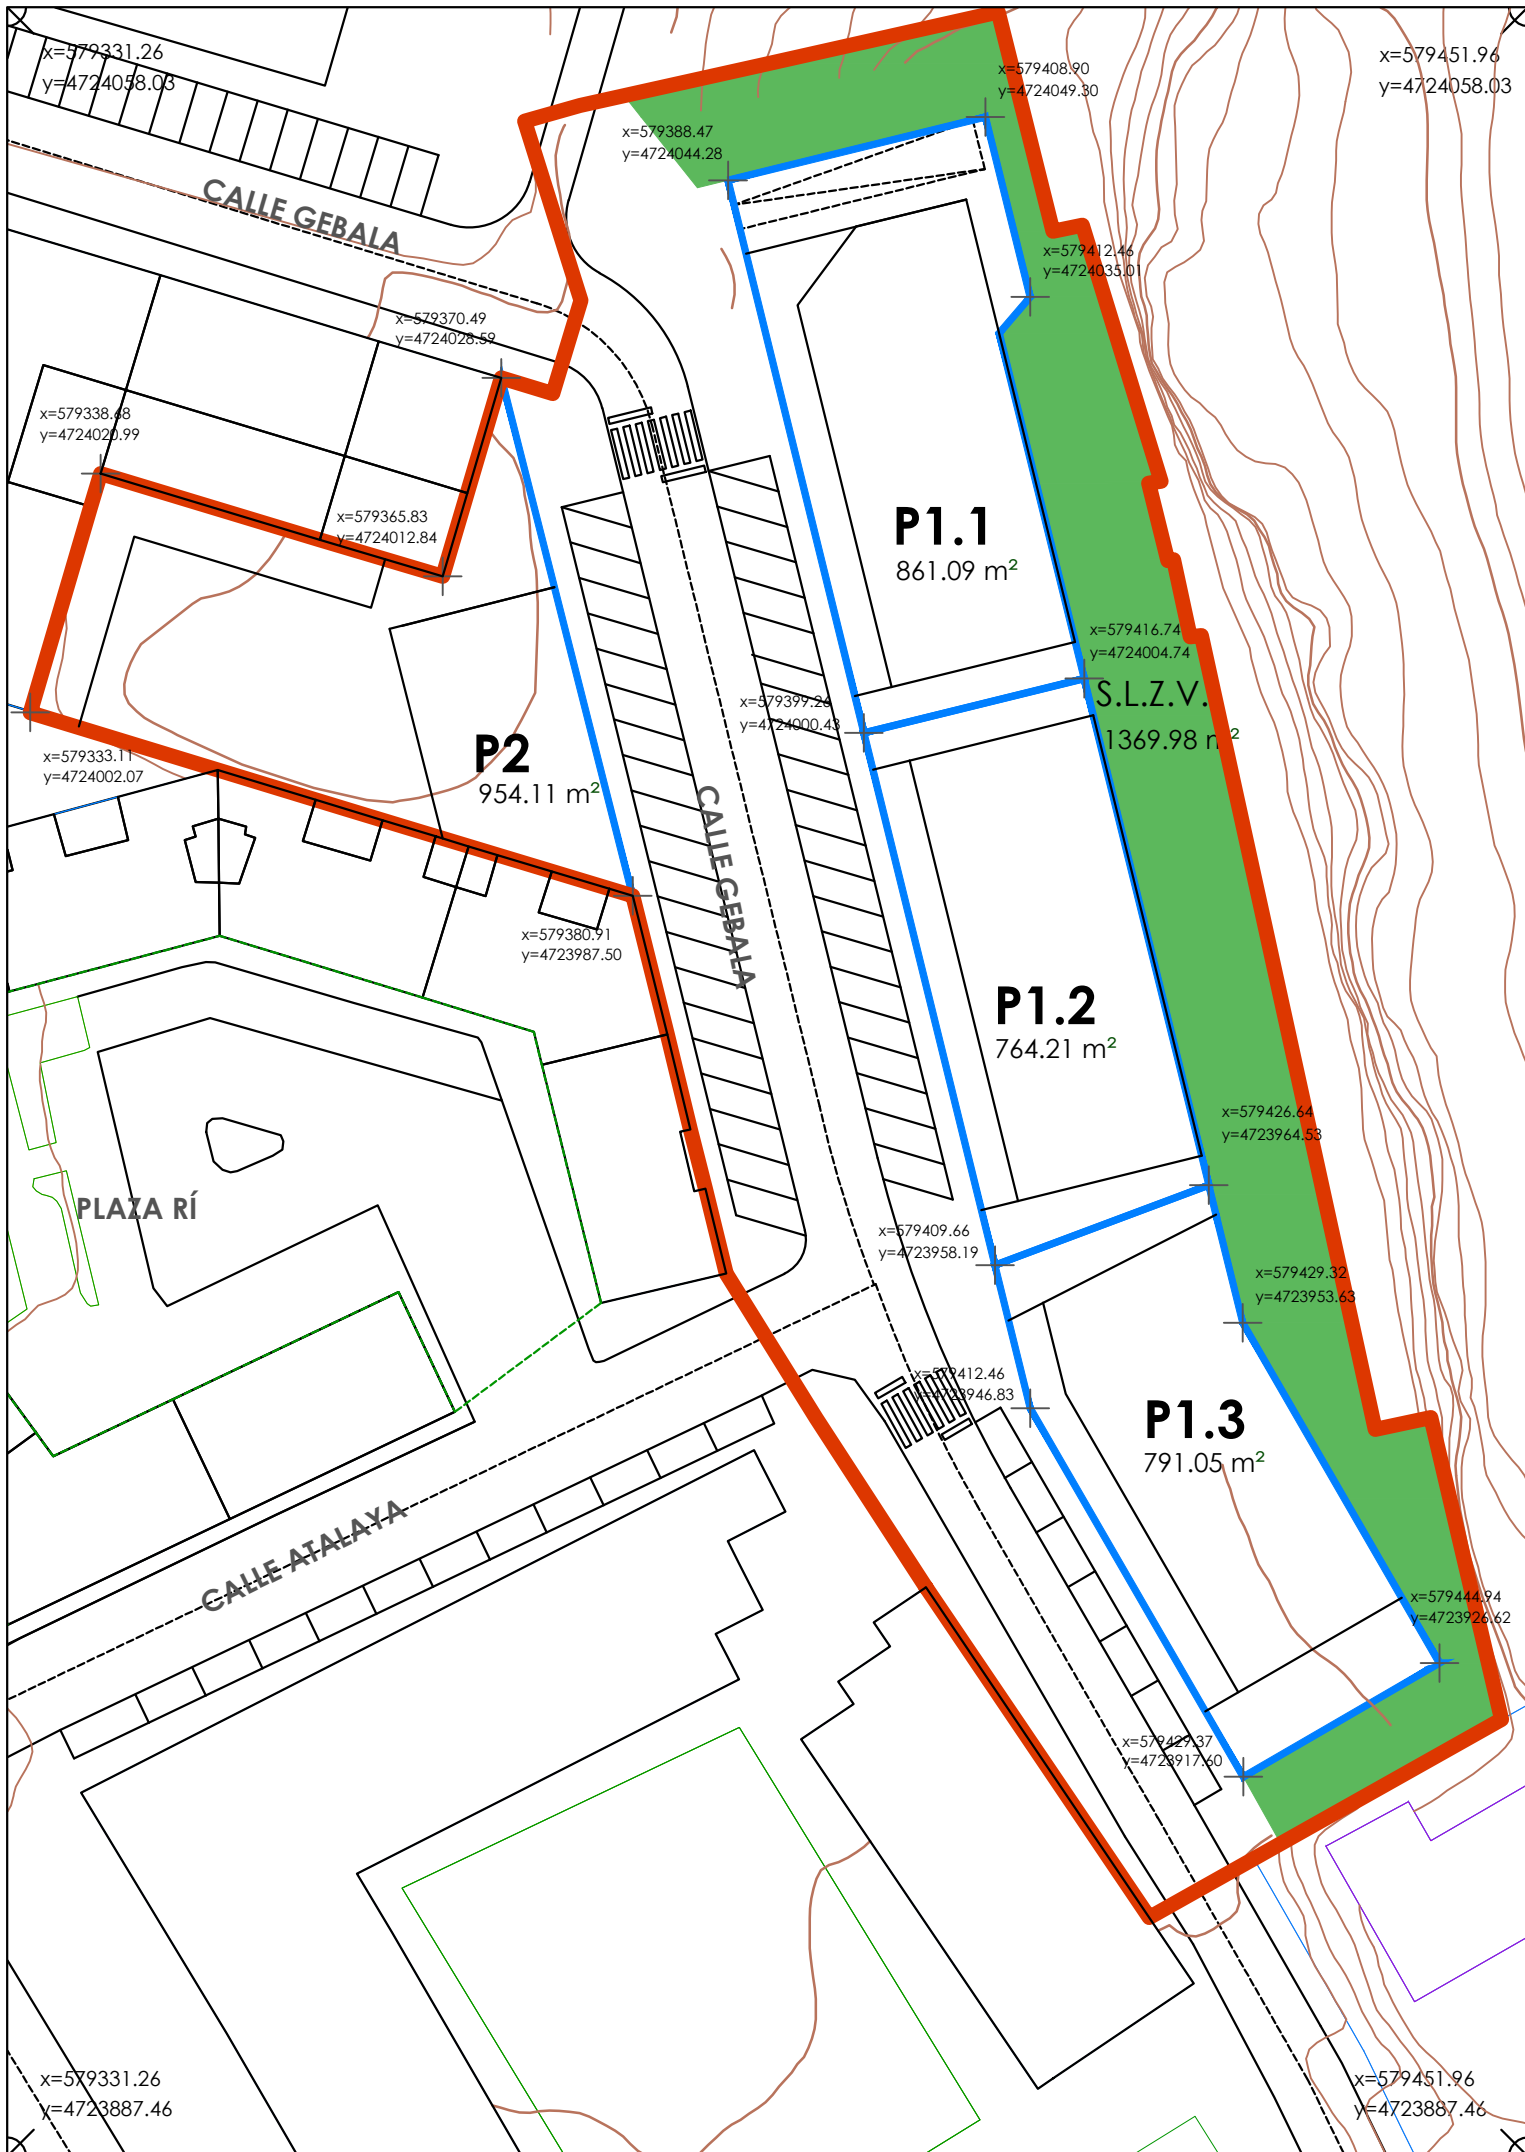 x=579331.26
y=4724058.03
x=579451.96
y=4724058.03
x=579408.90
y=4724049.30
x=579388.47
y=4724044.28
CALLE GEBALA
x=579412.46
y=4724035.01
x=579370.49
y=4724028.59
x=579338.68
y=4724020.99
x=579365.83
y=4724012.84
P1.1
861.09 m²
x=579416.74
y=4724004.74
S.L.Z.V.
1369.98 m²
x=579399.26
y=4724000.43
x=579333.11
y=4724002.07
P2
954.11 m²
CALLE GEBALA
x=579380.91
y=4723987.50
P1.2
764.21 m²
x=579426.64
y=4723964.53
PLAZA RÍ
x=579409.66
y=4723958.19
x=579429.32
y=4723953.63
x=579412.46
y=4723946.83
P1.3
791.05 m²
CALLE ATALAYA
x=579444.94
y=4723926.62
x=579429.37
y=4723917.60
x=579331.26
y=4723887.46
x=579451.96
y=4723887.46